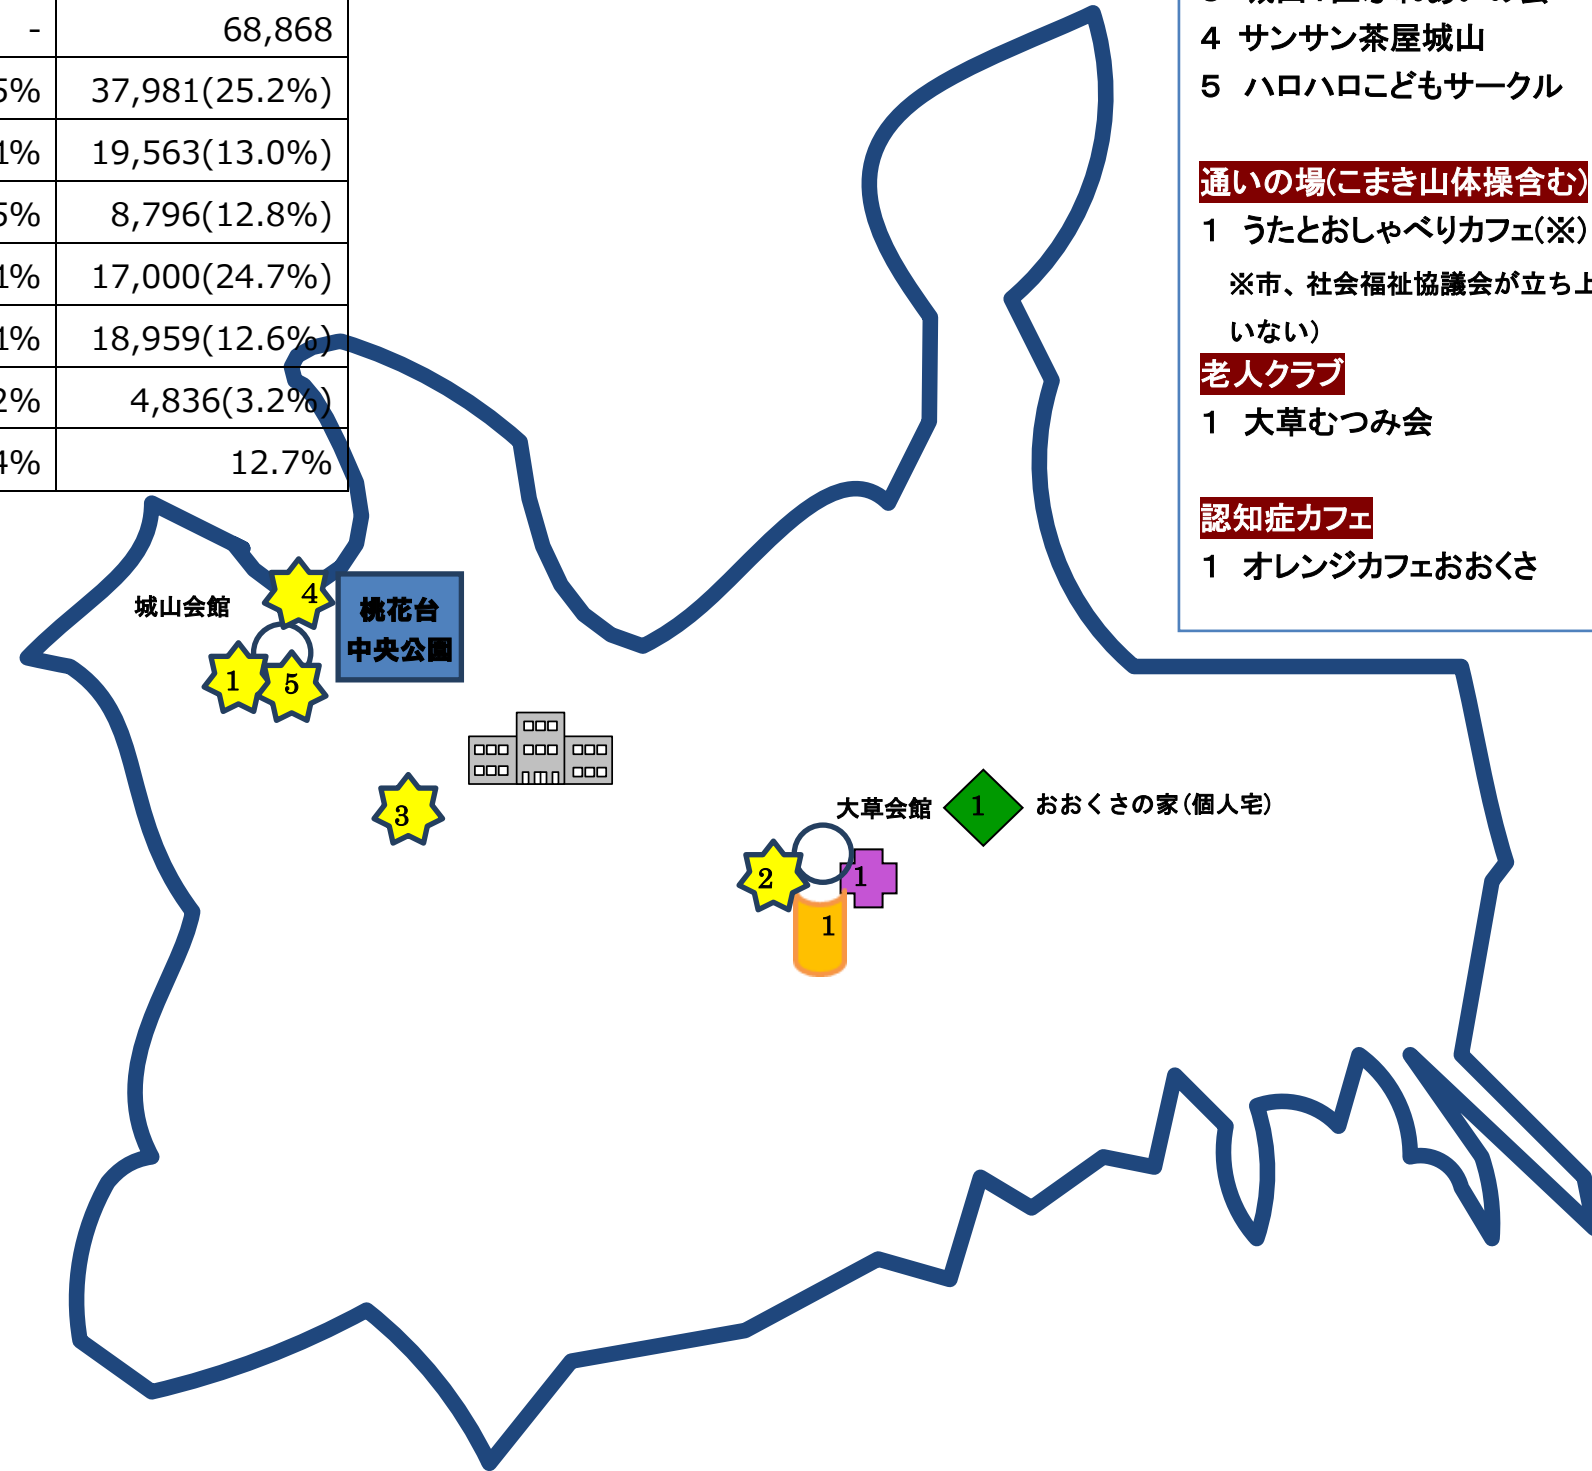 - 68,868
5% 37,981(25.2%)
1% 19,563(13.0%)
5% 8,796(12.8%)
1% 17,000(24.7%)
1% 18,959(12.6%)
2% 4,836(3.2%)
4% 12.7%
4 サンサン茶屋城山
5 ハロハロこどもサークル
通いの場(こまき山体操含む)
1 うたとおしゃべりカフェ(※)
※市、社会福祉協議会が立ち上
いない)
老人クラブ
1 大草むつみ会
認知症カフェ
1 オレンジカフェおおくさ
城山会館
4
桃花台
中央公園
1
5
3
大草会館
1
おおくさの家(個人宅)
2
1
1